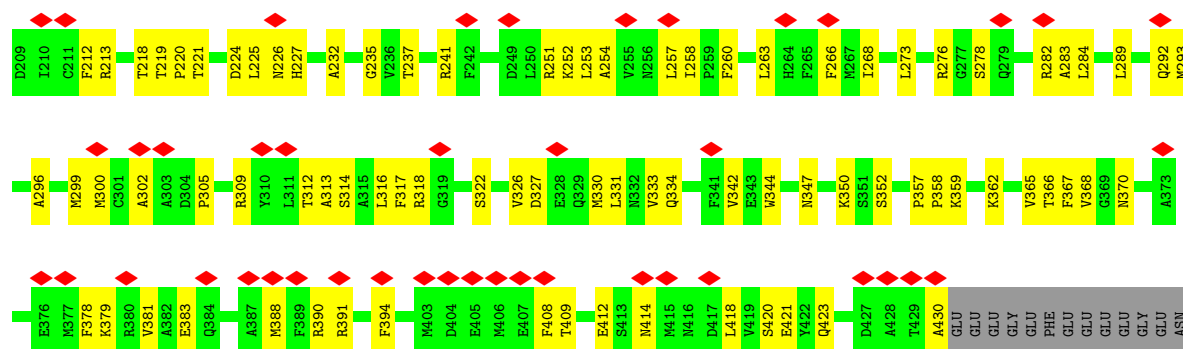 D209 I210 C211 F212 R213 T218 T219 P220 T221 D224 L225 N226 H227 A232 G235 V236 T237 R241 F242 D249 L250 R251 K252 L253 A254 V255 N256 L257 I258 P259 F260 L263 H264 F265 F266 M267 I268 L273 R276 G277 S278 Q279 R282 A283 L284 L289 Q292 M293
A296 M299 M300 C301 A302 A303 D304 P305 R309 Y310 L311 T312 A313 S314 A315 L316 F317 R318 G319 S322 V326 D327 E328 Q329 M330 L331 N332 V333 Q334 F341 V342 E343 W344 N347 K350 S351 S352 P357 P358 K359 K362 V365 T366 F367 V368 G369 N370 A373
E376 M377 F378 K379 R380 V381 A382 E383 Q384 A387 M388 F389 R390 R391 F394 M403 D404 E405 M406 E407 F408 T409 E412 S413 N414 M415 N416 D417 L418 V419 S420 E421 Y422 Q423 D427 A428 T429 A430 GLU GLU GLU GLY GLU PHE GLU GLU GLU GLU GLY GLU ASN